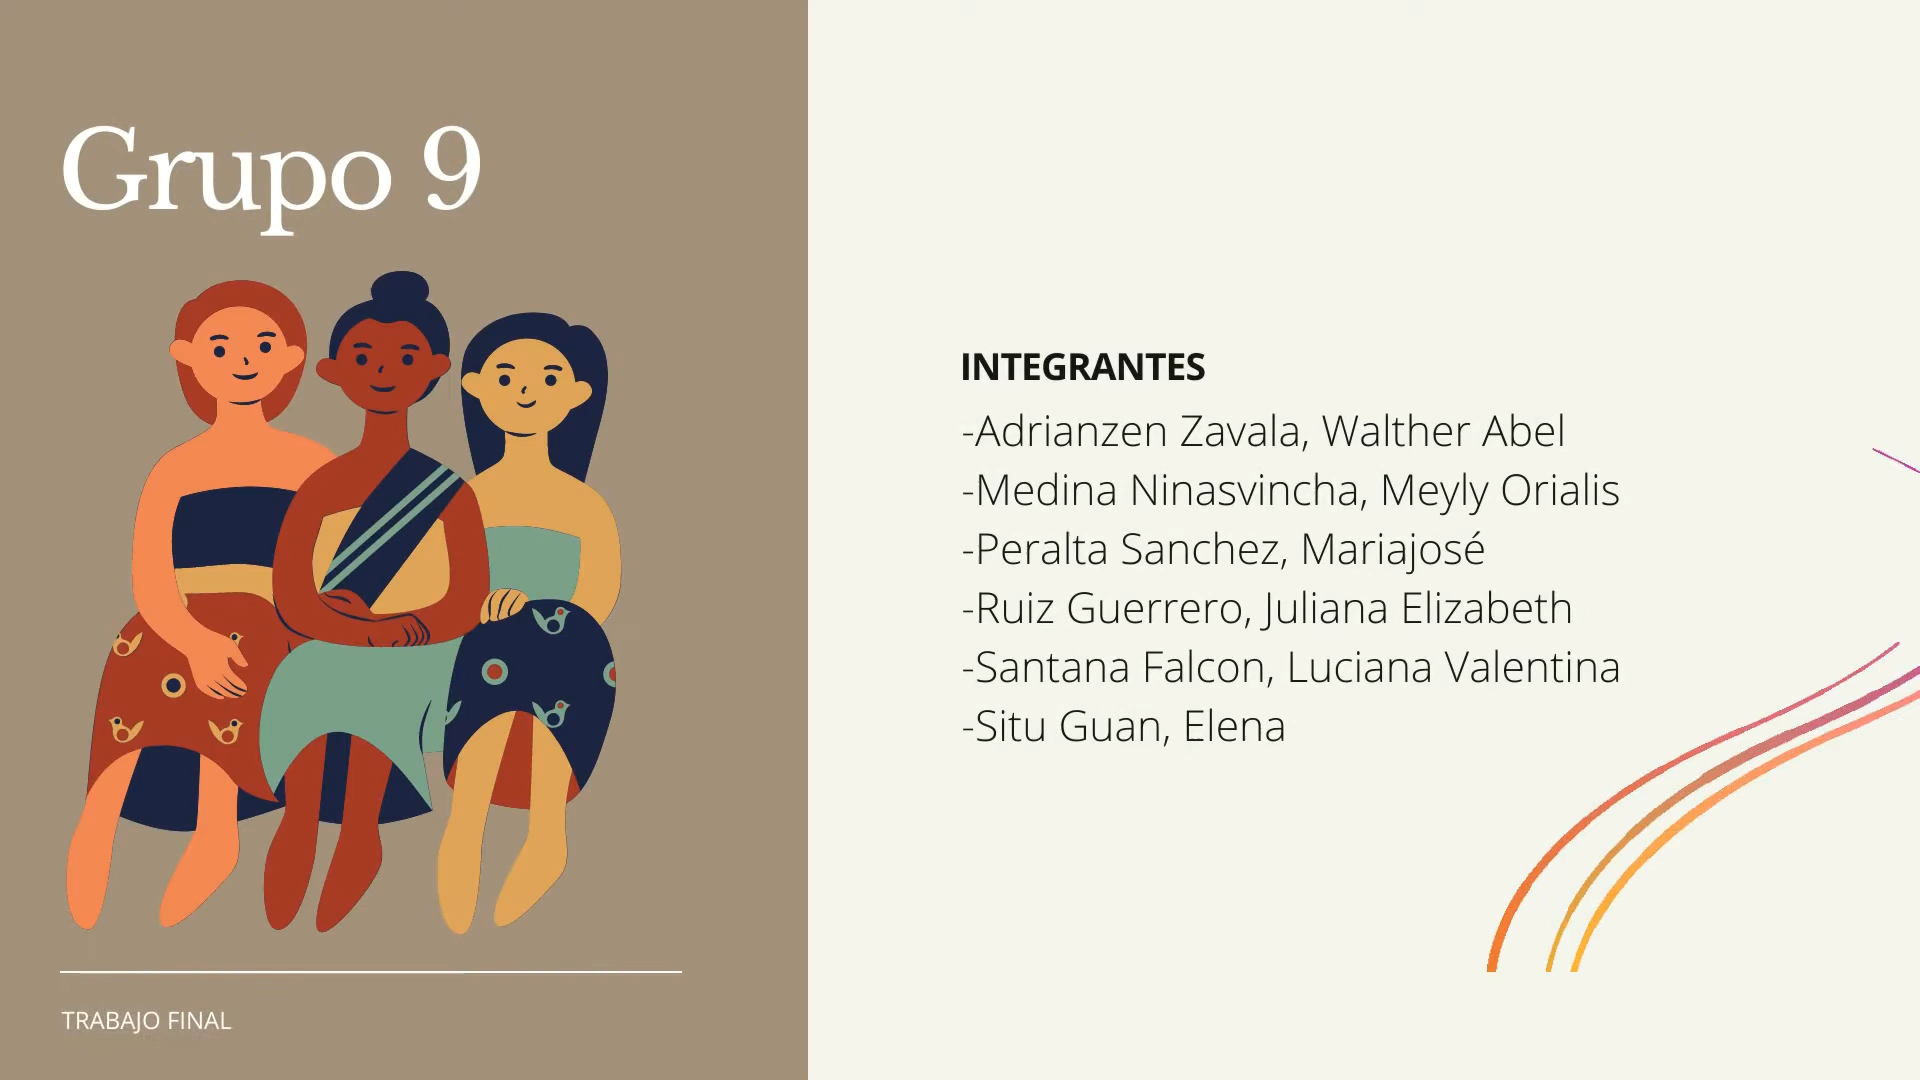 Grupo 9
INTEGRANTES
-Adrianzen Zavala, Walther Abel
-Medina Ninasvincha, Meyly Orialis
-Peralta Sanchez, Mariajosé
-Ruiz Guerrero, Juliana Elizabeth
-Santana Falcon, Luciana Valentina
-Situ Guan, Elena
TRABAJO FINAL